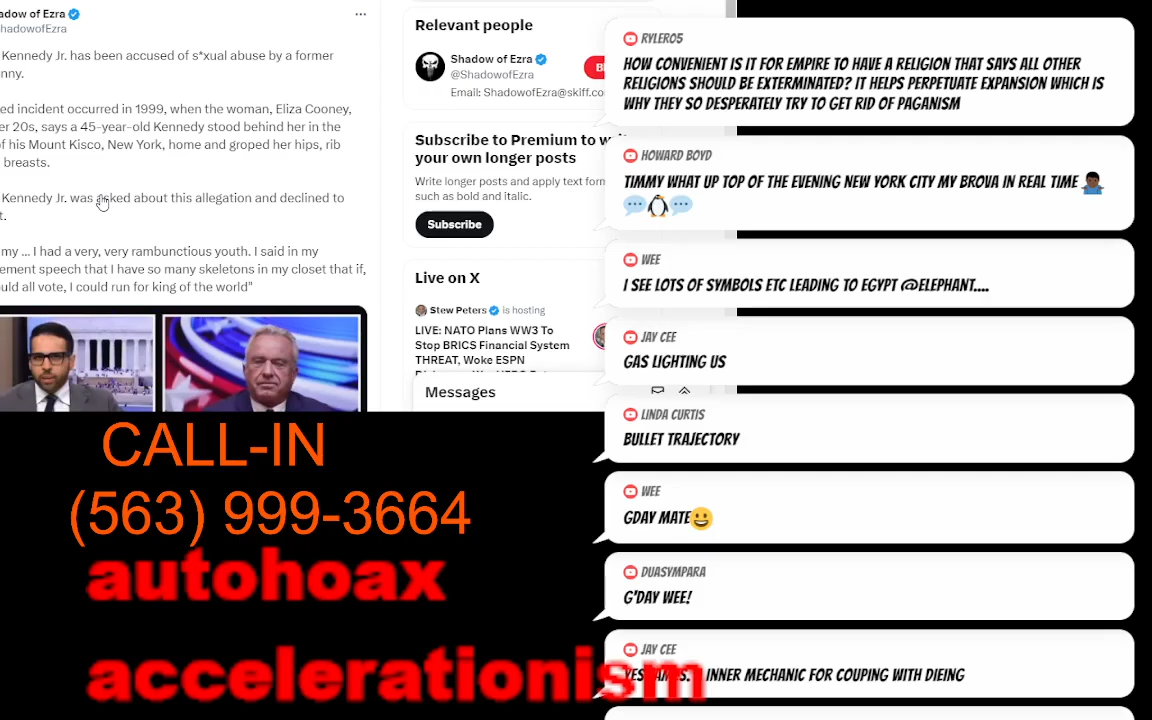 adow of Ezra
hadowofEzra
Kennedy Jr. has been accused of s*xual abuse by a former
nny.
ed incident occurred in 1999, when the woman, Eliza Cooney,
er 20s, says a 45-year-old Kennedy stood behind her in the
of his Mount Kisco, New York, home and groped her hips, rib
breasts.
Kennedy Jr. was asked about this allegation and declined to
t.
my ... I had a very, very rambunctious youth. I said in my
ement speech that I have so many skeletons in my closet that if,
uld all vote, I could run for king of the world"
Relevant people
Shadow of Ezra
@ShadowofEzra
Email: ShadowofEzra@skiff.co
Subscribe to Premium to w
your own longer posts
Write longer posts and apply text form
such as bold and italic.
Subscribe
Live on X
Stew Peters is hosting
LIVE: NATO Plans WW3 To
Stop BRICS Financial System
THREAT, Woke ESPN
Messages
CALL-IN
(563) 999-3664
autohoax
accelerationism
RYLER05
HOW CONVENIENT IS IT FOR EMPIRE TO HAVE A RELIGION THAT SAYS ALL OTHER
RELIGIONS SHOULD BE EXTERMINATED? IT HELPS PERPETUATE EXPANSION WHICH IS
WHY THEY SO DESPERATELY TRY TO GET RID OF PAGANISM
HOWARD BOYD
TIMMY WHAT UP TOP OF THE EVENING NEW YORK CITY MY BROVA IN REAL TIME
WEE
I SEE LOTS OF SYMBOLS ETC LEADING TO EGYPT @ELEPHANT....
JAY CEE
GAS LIGHTING US
LINDA CURTIS
BULLET TRAJECTORY
WEE
GDAY MATE
DUASYMPARA
G'DAY WEE!
JAY CEE
INNER MECHANIC FOR COUPING WITH DIEING